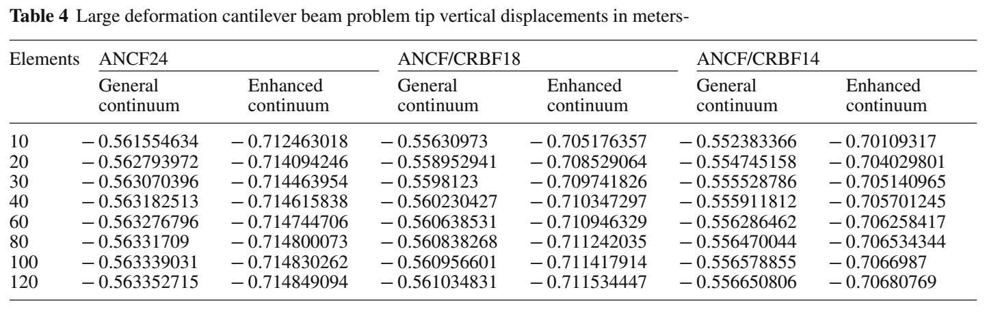 Table 4 Large deformation cantilever beam problem tip vertical displacements in meters-
Elements ANCF24 ANCF/CRBF18 ANCF/CRBF14
General continuum Enhanced continuum General continuum Enhanced continuum General continuum Enhanced continuum
10 − 0.561554634 − 0.712463018 − 0.55630973 − 0.705176357 − 0.552383366 − 0.70109317
20 − 0.562793972 − 0.714094246 − 0.558952941 − 0.708529064 − 0.554745158 − 0.704029801
30 − 0.563070396 − 0.714463954 − 0.5598123 − 0.709741826 − 0.555528786 − 0.705140965
40 − 0.563182513 − 0.714615838 − 0.560230427 − 0.710347297 − 0.555911812 − 0.705701245
60 − 0.563276796 − 0.714744706 − 0.560638531 − 0.710946329 − 0.556286462 − 0.706258417
80 − 0.56331709 − 0.714800073 − 0.560838268 − 0.711242035 − 0.556470044 − 0.706534344
100 − 0.563339031 − 0.714830262 − 0.560956601 − 0.711417914 − 0.556578855 − 0.7066987
120 − 0.563352715 − 0.714849094 − 0.561034831 − 0.711534447 − 0.556650806 − 0.70680769